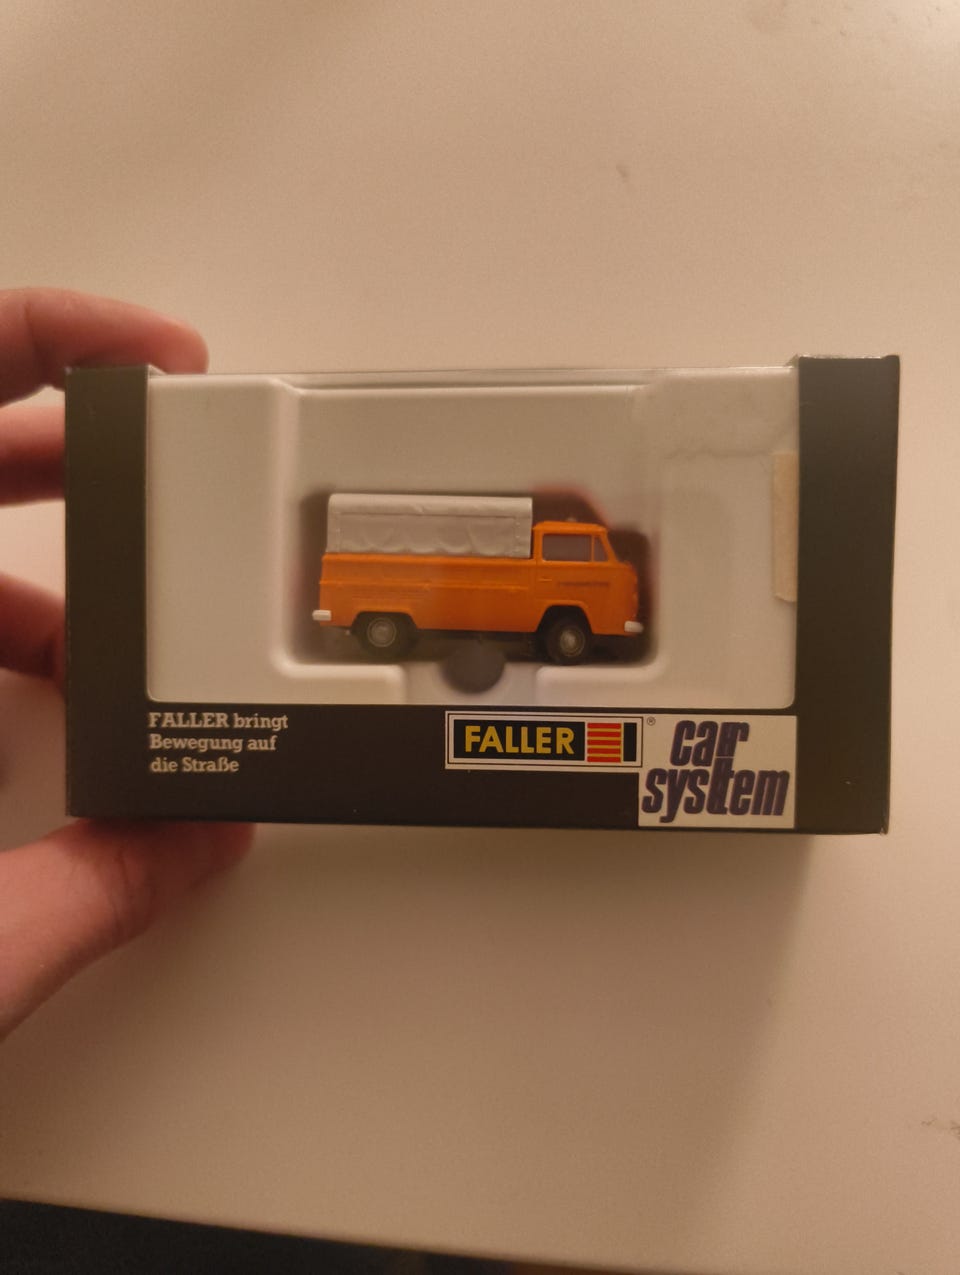 FALLER bringt
Bewegung auf
die Straße
FALLER ®
car
system